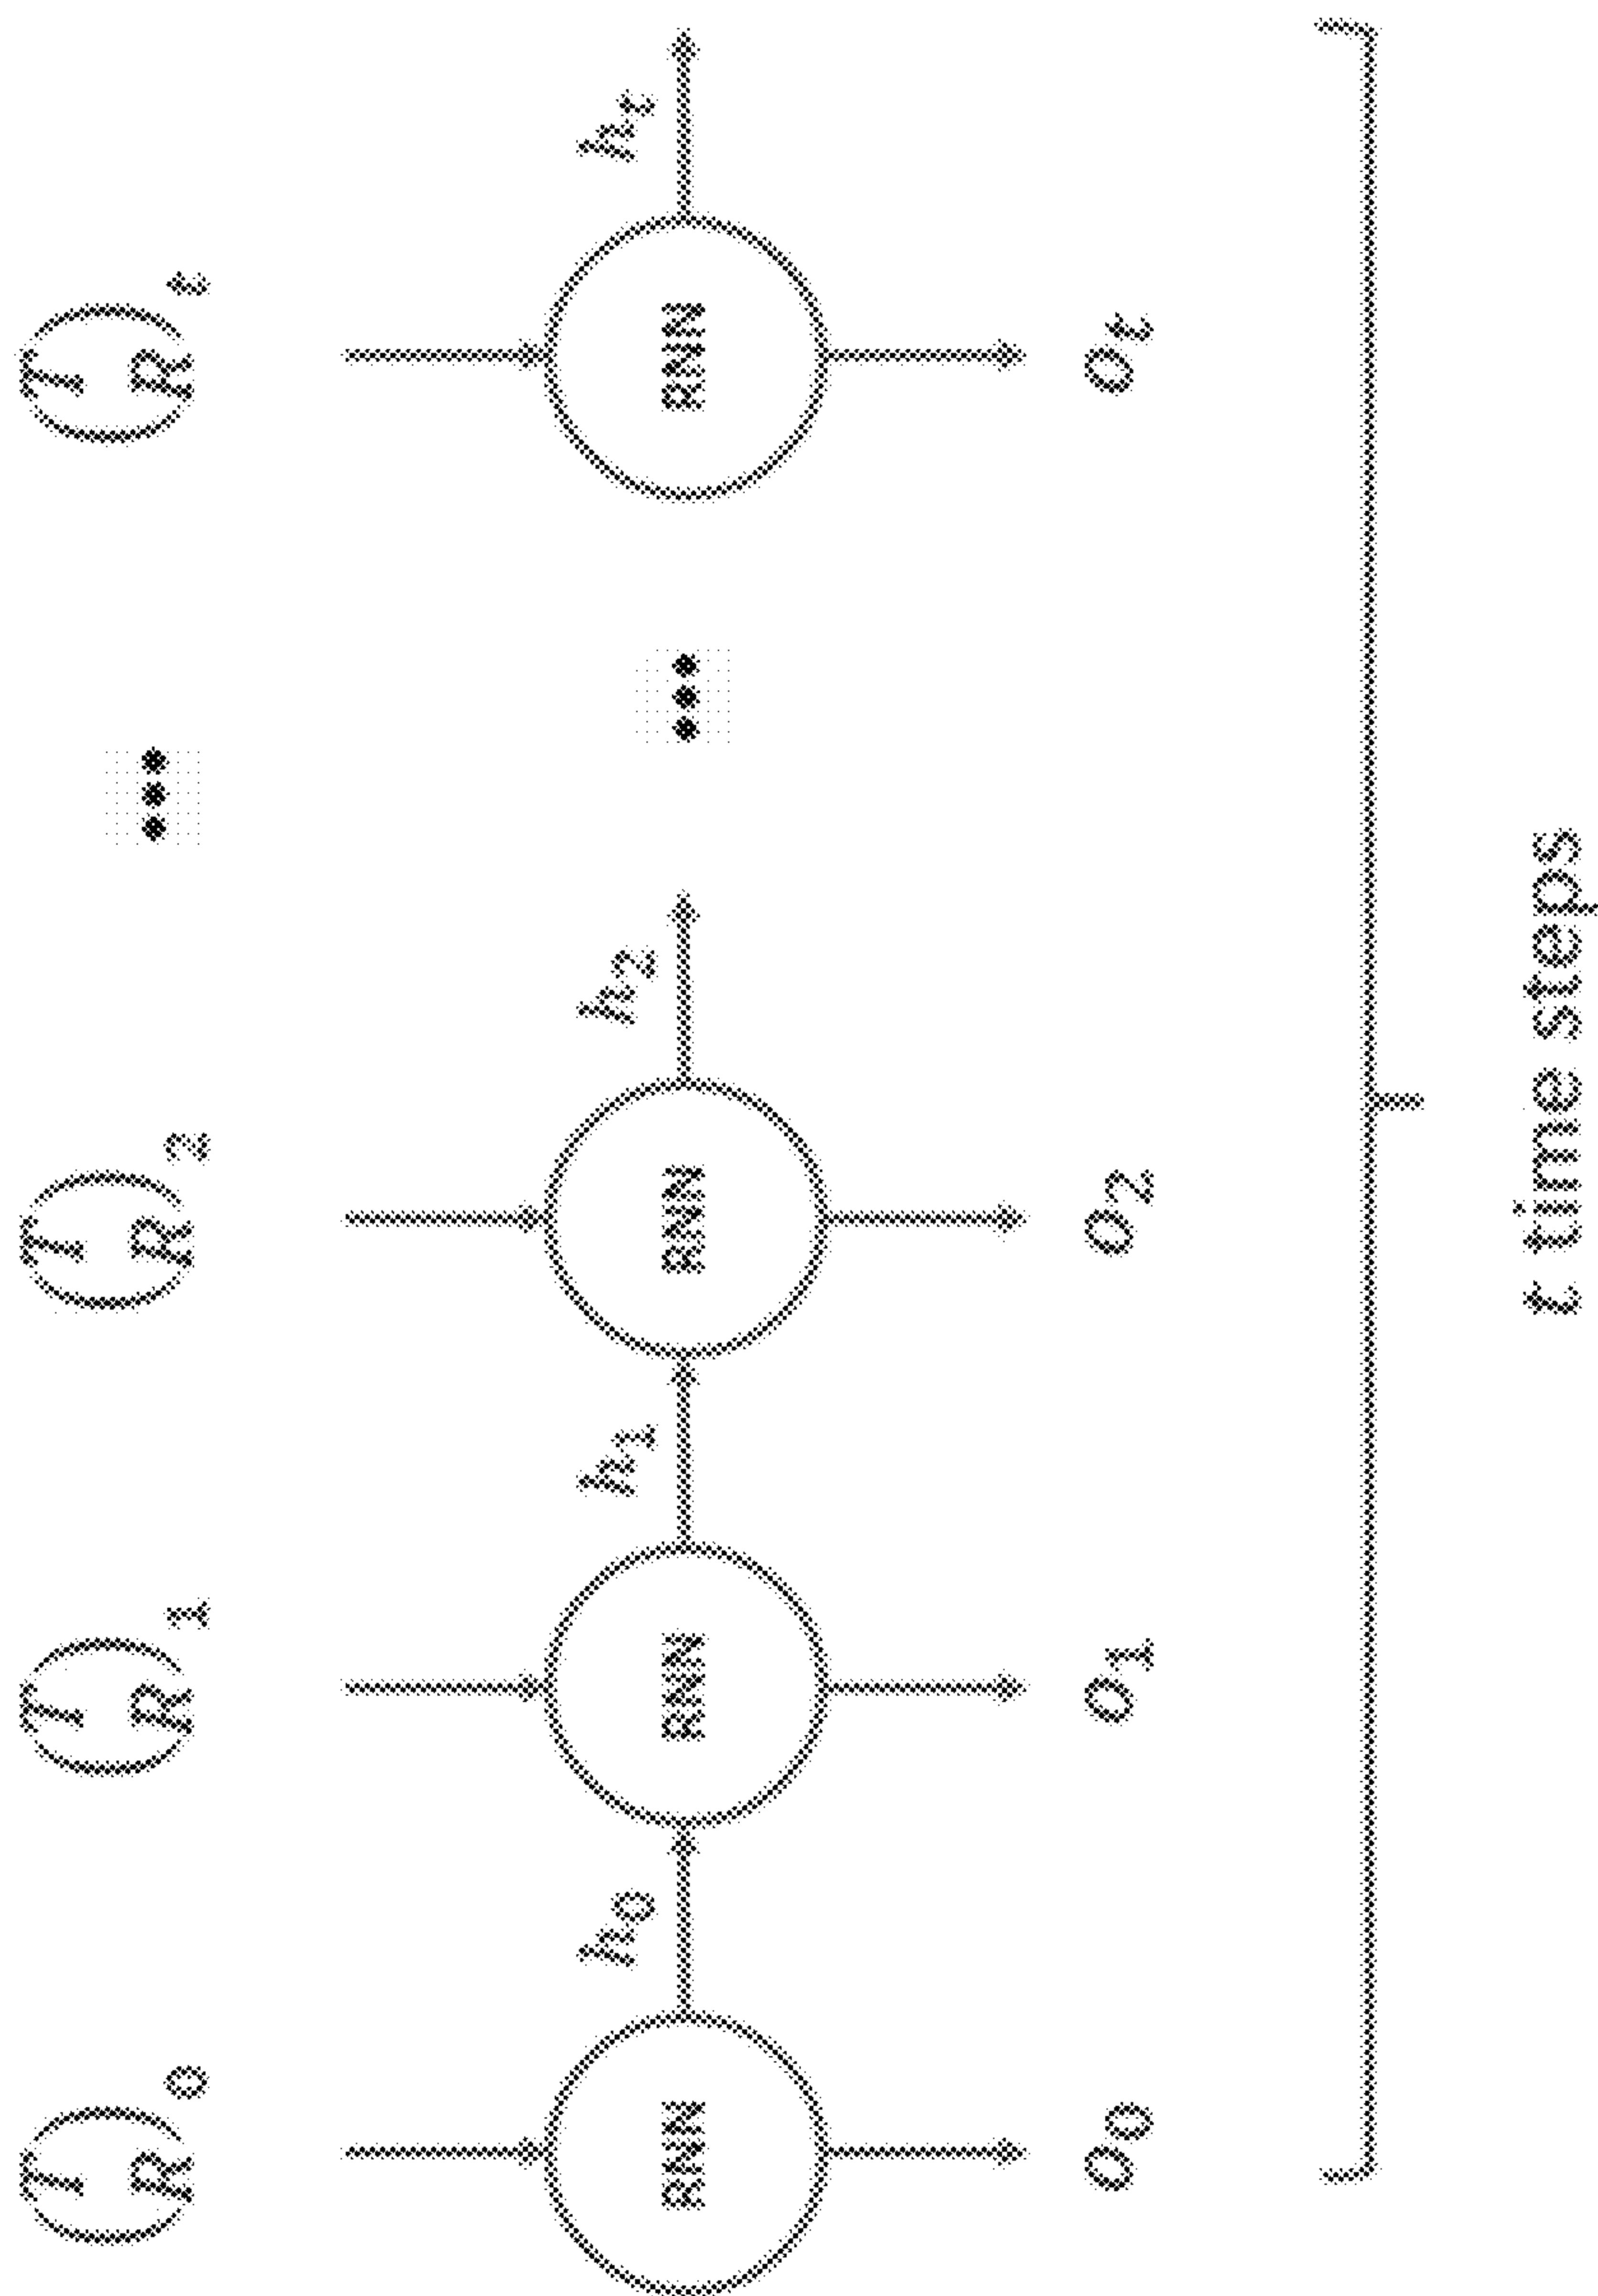 (T R)0 (T R)1 (T R)2 ••• (T R)t
h0 h1 h2 ht
RNN RNN RNN ••• RNN
O0 O1 O2 Ot
t time steps